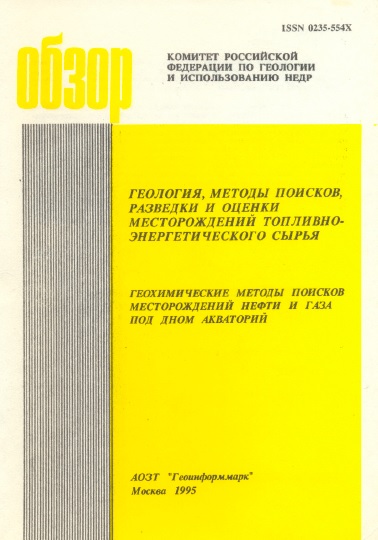 ISSN 0235-554X
обзор
КОМИТЕТ РОССИЙСКОЙ
ФЕДЕРАЦИИ ПО ГЕОЛОГИИ
И ИСПОЛЬЗОВАНИЮ НЕДР
ГЕОЛОГИЯ, МЕТОДЫ ПОИСКОВ,
РАЗВЕДКИ И ОЦЕНКИ
МЕСТОРОЖДЕНИЙ ТОПЛИВНО-
ЭНЕРГЕТИЧЕСКОГО СЫРЬЯ
ГЕОХИМИЧЕСКИЕ МЕТОДЫ ПОИСКОВ
МЕСТОРОЖДЕНИЙ НЕФТИ И ГАЗА
ПОД ДНОМ АКВАТОРИЙ
АОЗТ "Геоинформмарк"
Москва 1995